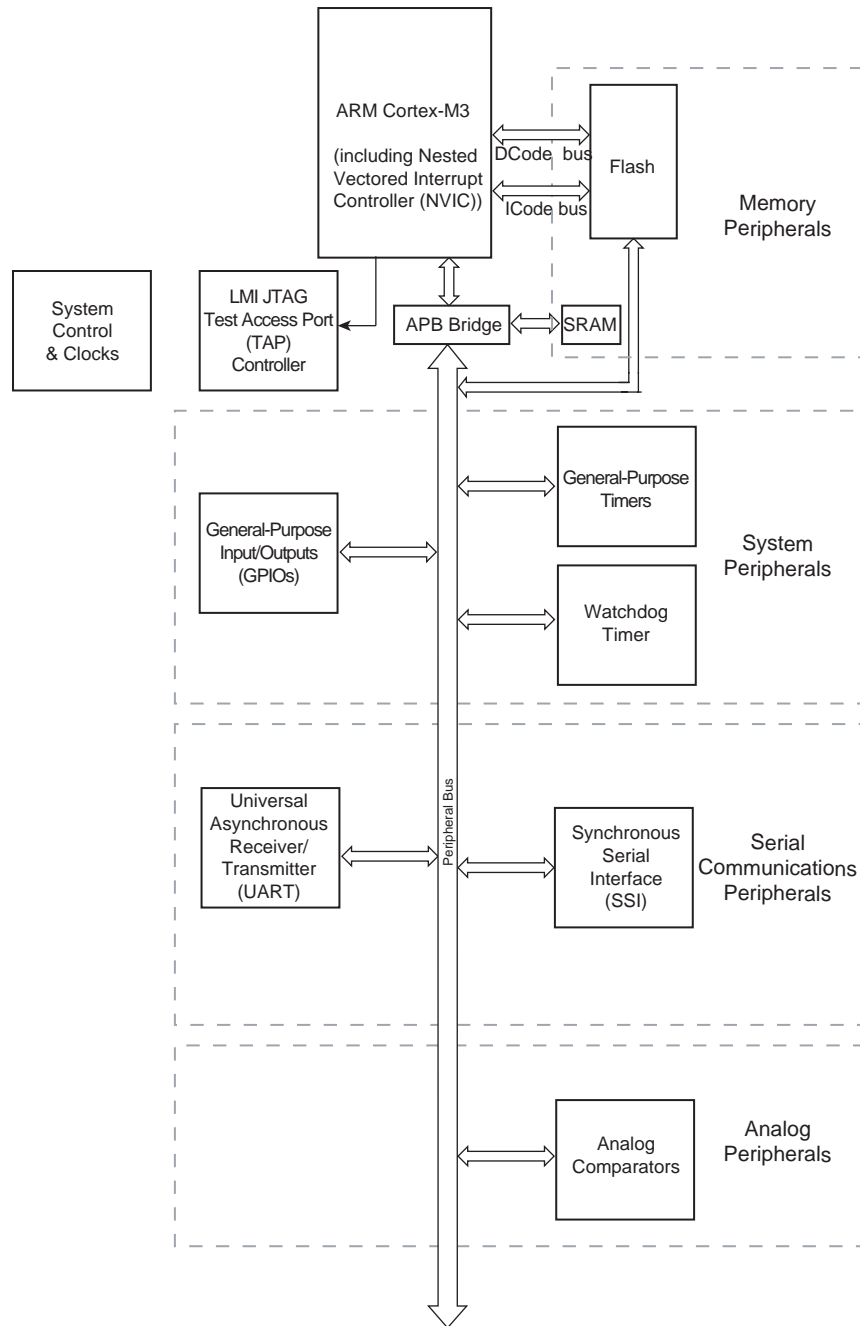 ARM Cortex-M3
(including Nested
Vectored Interrupt
Controller (NVIC))
DCode bus
ICode bus
Flash
Memory
Peripherals
System
Control
& Clocks
LMI JTAG
Test Access Port
(TAP)
Controller
APB Bridge
SRAM
General-Purpose
Timers
General-Purpose
Input/Outputs
(GPIOs)
System
Peripherals
Watchdog
Timer
Peripheral Bus
Universal
Asynchronous
Receiver/
Transmitter
(UART)
Synchronous
Serial
Interface
(SSI)
Serial
Communications
Peripherals
Analog
Comparators
Analog
Peripherals